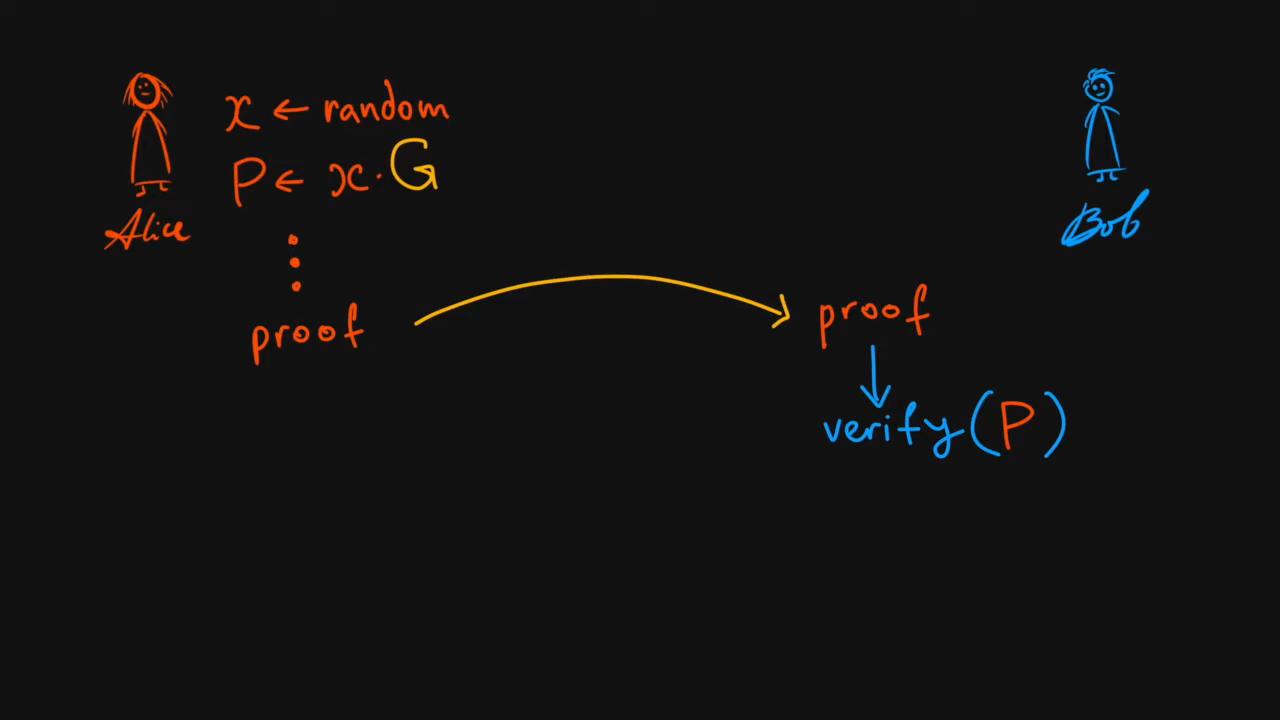 x ← random
P ← x · G
Alice
Bob
proof
proof
verify(P)